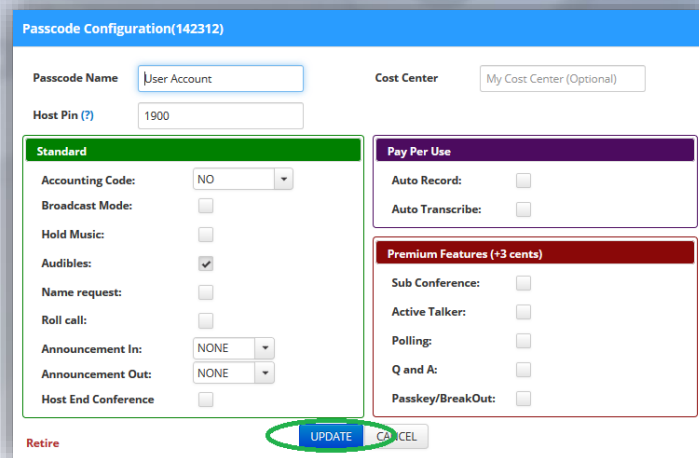 Passcode Configuration(142312)
Passcode Name User Account Cost Center My Cost Center (Optional)
Host Pin (?) 1900
Standard
Accounting Code: NO
Broadcast Mode:
Hold Music:
Audibles:
Name request:
Roll call:
Announcement In: NONE
Announcement Out: NONE
Host End Conference
Pay Per Use
Auto Record:
Auto Transcribe:
Premium Features (+3 cents)
Sub Conference:
Active Talker:
Polling:
Q and A:
Passkey/BreakOut:
Retire UPDATE CANCEL